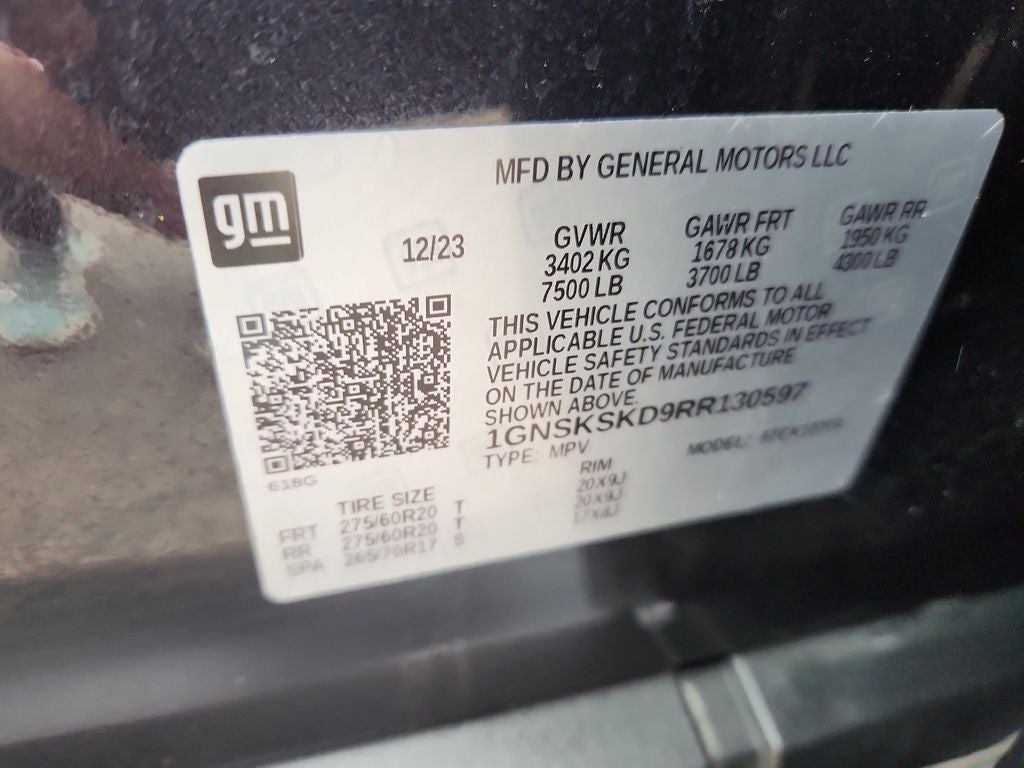 gm
MFD BY GENERAL MOTORS LLC
12/23
GVWR GAWR FRT GAWR RR
3402 KG 1678 KG 1950 KG
7500 LB 3700 LB 4300 LB
THIS VEHICLE CONFORMS TO ALL
APPLICABLE U.S. FEDERAL MOTOR
VEHICLE SAFETY STANDARDS IN EFFECT
ON THE DATE OF MANUFACTURE
SHOWN ABOVE.
1GNSKSKD9RR130597
TYPE: MPV MODEL:
618G
TIRE SIZE RIM
FRT 275/60R20 T 20X9J
RR 275/60R20 T 20X9J
SPA 265/70R17 S 17X8J